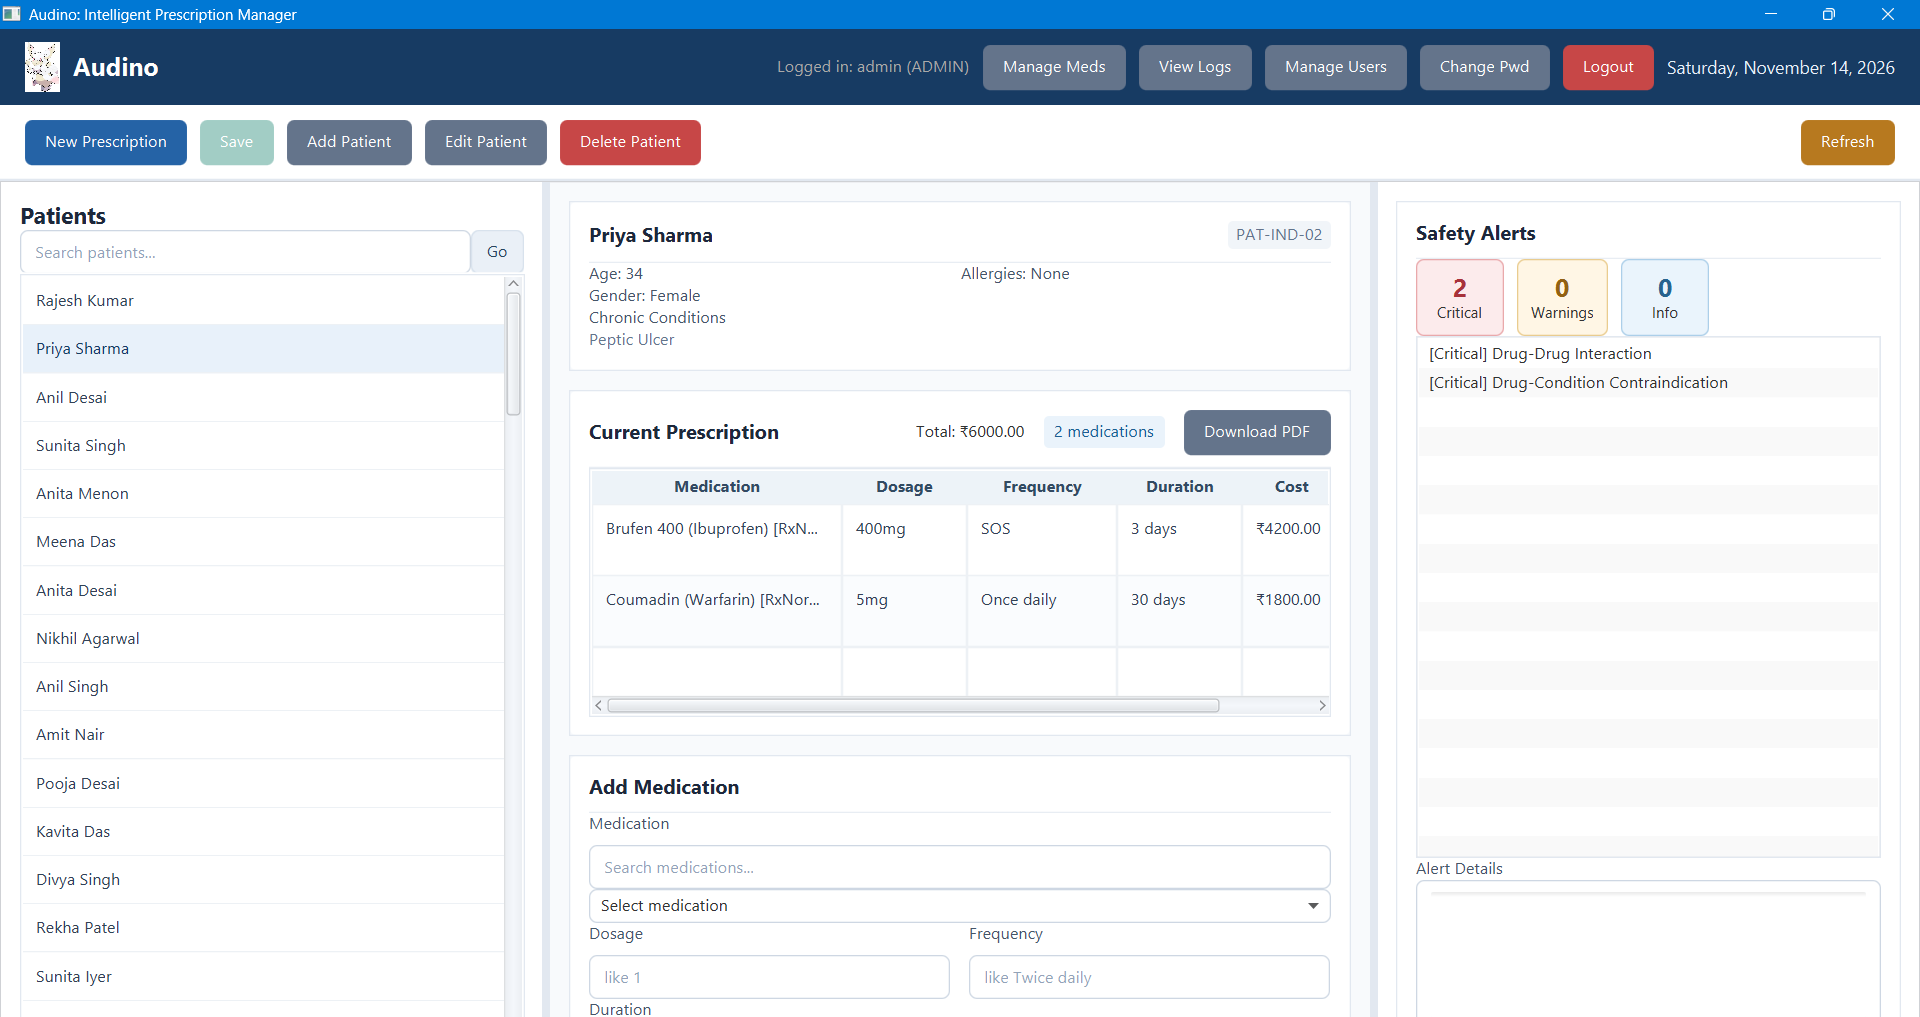 Audino: Intelligent Prescription Manager
Audino
Logged in: admin (ADMIN)
Manage Meds
View Logs
Manage Users
Change Pwd
Logout
Saturday, November 14, 2026
New Prescription
Save
Add Patient
Edit Patient
Delete Patient
Refresh
Patients
Search patients...
Go
Rajesh Kumar
Priya Sharma
Anil Desai
Sunita Singh
Anita Menon
Meena Das
Anita Desai
Nikhil Agarwal
Anil Singh
Amit Nair
Pooja Desai
Kavita Das
Divya Singh
Rekha Patel
Sunita Iyer
Priya Sharma
PAT-IND-02
Age: 34
Allergies: None
Gender: Female
Chronic Conditions
Peptic Ulcer
Current Prescription
Total: ₹6000.00
2 medications
Download PDF
Medication Dosage Frequency Duration Cost
Brufen 400 (Ibuprofen) [RxN... 400mg SOS 3 days ₹4200.00
Coumadin (Warfarin) [RxNor... 5mg Once daily 30 days ₹1800.00
Add Medication
Medication
Search medications...
Select medication
Dosage
Frequency
like 1
like Twice daily
Duration
Safety Alerts
2
Critical
0
Warnings
0
Info
[Critical] Drug-Drug Interaction
[Critical] Drug-Condition Contraindication
Alert Details